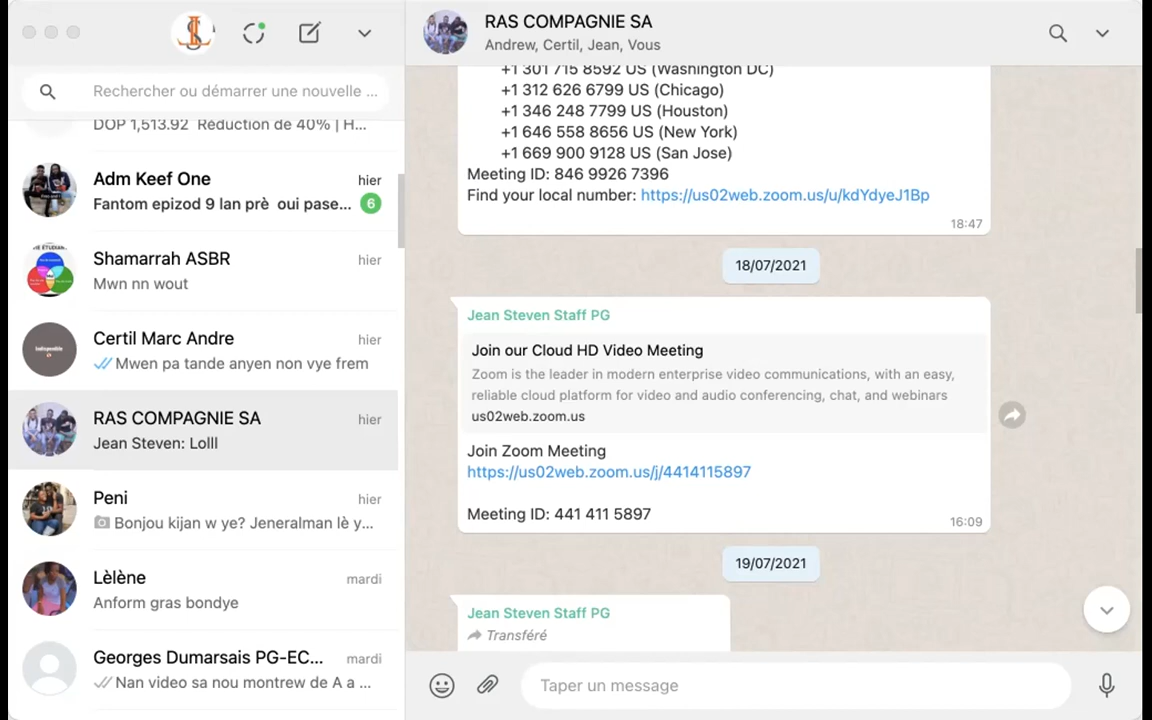 Rechercher ou démarrer une nouvelle ...
DOP 1,513.92 Réduction de 40% | H...
Adm Keef One
hier
Fantom epizod 9 lan prè oui pase...
6
Shamarrah ASBR
hier
Mwn nn wout
Certil Marc Andre
hier
Mwen pa tande anyen non vye frem
RAS COMPAGNIE SA
hier
Jean Steven: Lolll
Peni
hier
Bonjou kijan w ye? Jeneralman lè y...
Lèlène
mardi
Anform gras bondye
Georges Dumarsais PG-EC...
mardi
Nan video sa nou montrew de A a ...
RAS COMPAGNIE SA
Andrew, Certil, Jean, Vous
+1 301 715 8592 US (Washington DC)
+1 312 626 6799 US (Chicago)
+1 346 248 7799 US (Houston)
+1 646 558 8656 US (New York)
+1 669 900 9128 US (San Jose)
Meeting ID: 846 9926 7396
Find your local number: https://us02web.zoom.us/u/kdYdyeJ1Bp
18:47
18/07/2021
Jean Steven Staff PG
Join our Cloud HD Video Meeting
Zoom is the leader in modern enterprise video communications, with an easy,
reliable cloud platform for video and audio conferencing, chat, and webinars
us02web.zoom.us
Join Zoom Meeting
https://us02web.zoom.us/j/4414115897
Meeting ID: 441 411 5897
16:09
19/07/2021
Jean Steven Staff PG
Transféré
Taper un message